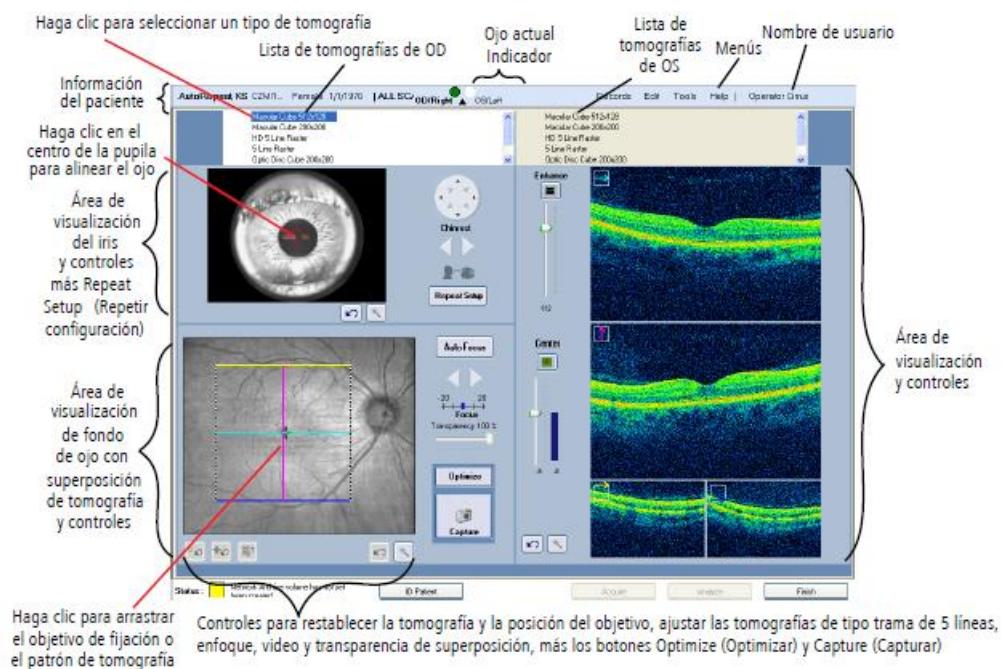 Haga clic para seleccionar un tipo de tomografía
Lista de tomografías de OD
Ojo actual
Indicador
Lista de
tomografías
de OS
Menús
Nombre de usuario
Información
del paciente
AutoRepeat, KS CZMI1... Female 1/1/1970 | ALL SC/ OD/Right OS/Left Records Edit Tools Help | Operator Cirrus
Macular Cube 512x128
Macular Cube 200x200
HD 5 Line Raster
5 Line Raster
Optic Disc Cube 200x200
Macular Cube 512x128
Macular Cube 200x200
HD 5 Line Raster
5 Line Raster
Optic Disc Cube 200x200
Haga clic en el
centro de la pupila
para alinear el ojo
Área de
visualización
del iris
y controles
más Repeat
Setup (Repetir
configuración)
Chinrest
Repeat Setup
Enhance
Área de
visualización
de fondo
de ojo con
superposición
de tomografía
y controles
Auto Focus
-20 20
Focus
Transparency 100 %
Optimize
Capture
Center
Área de
visualización
y controles
Status:
ID Patient
Acquire
Analyze
Finish
Haga clic para arrastrar
el objetivo de fijación o
el patrón de tomografía
Controles para restablecer la tomografía y la posición del objetivo, ajustar las tomografías de tipo trama de 5 líneas,
enfoque, video y transparencia de superposición, más los botones Optimize (Optimizar) y Capture (Capturar)